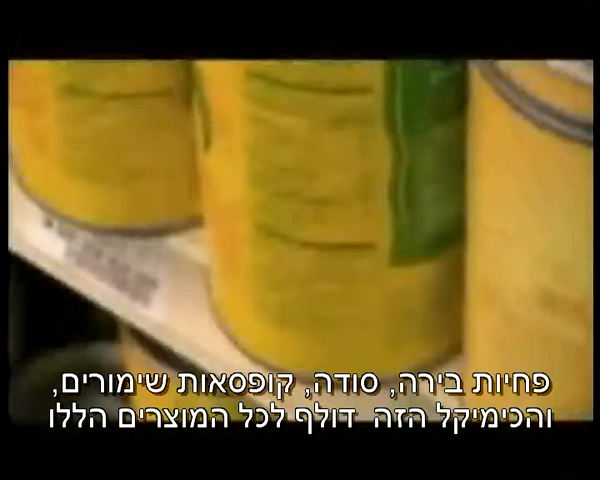 פחיות בירה, סודה, קופסאות שימורים,
והכימיקל הזה  דולף לכל המוצרים הללו